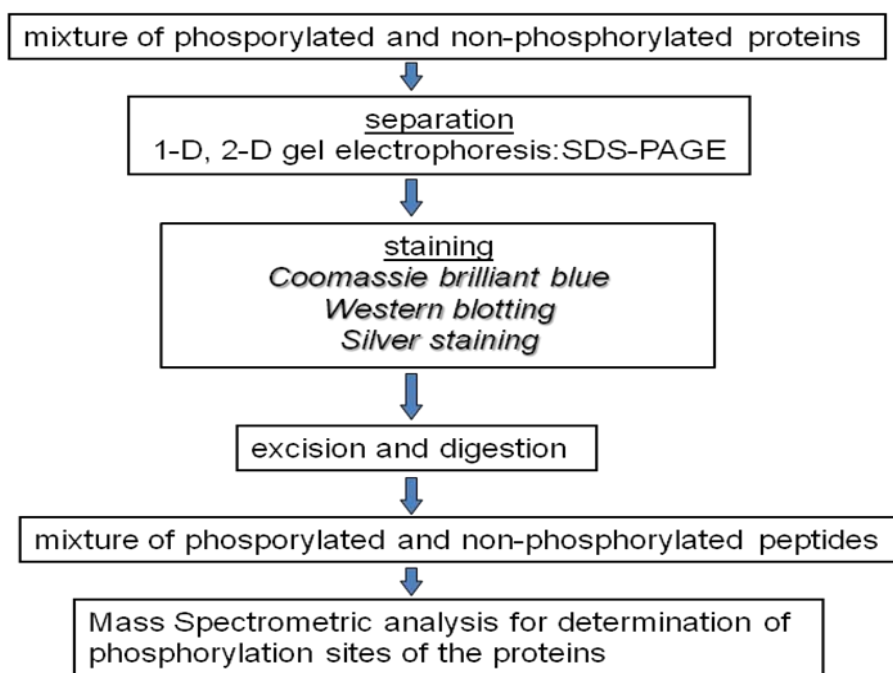 mixture of phosporylated and non-phosphorylated proteins
separation
1-D, 2-D gel electrophoresis:SDS-PAGE
staining
Coomassie brilliant blue
Western blotting
Silver staining
excision and digestion
mixture of phosporylated and non-phosphorylated peptides
Mass Spectrometric analysis for determination of
phosphorylation sites of the proteins